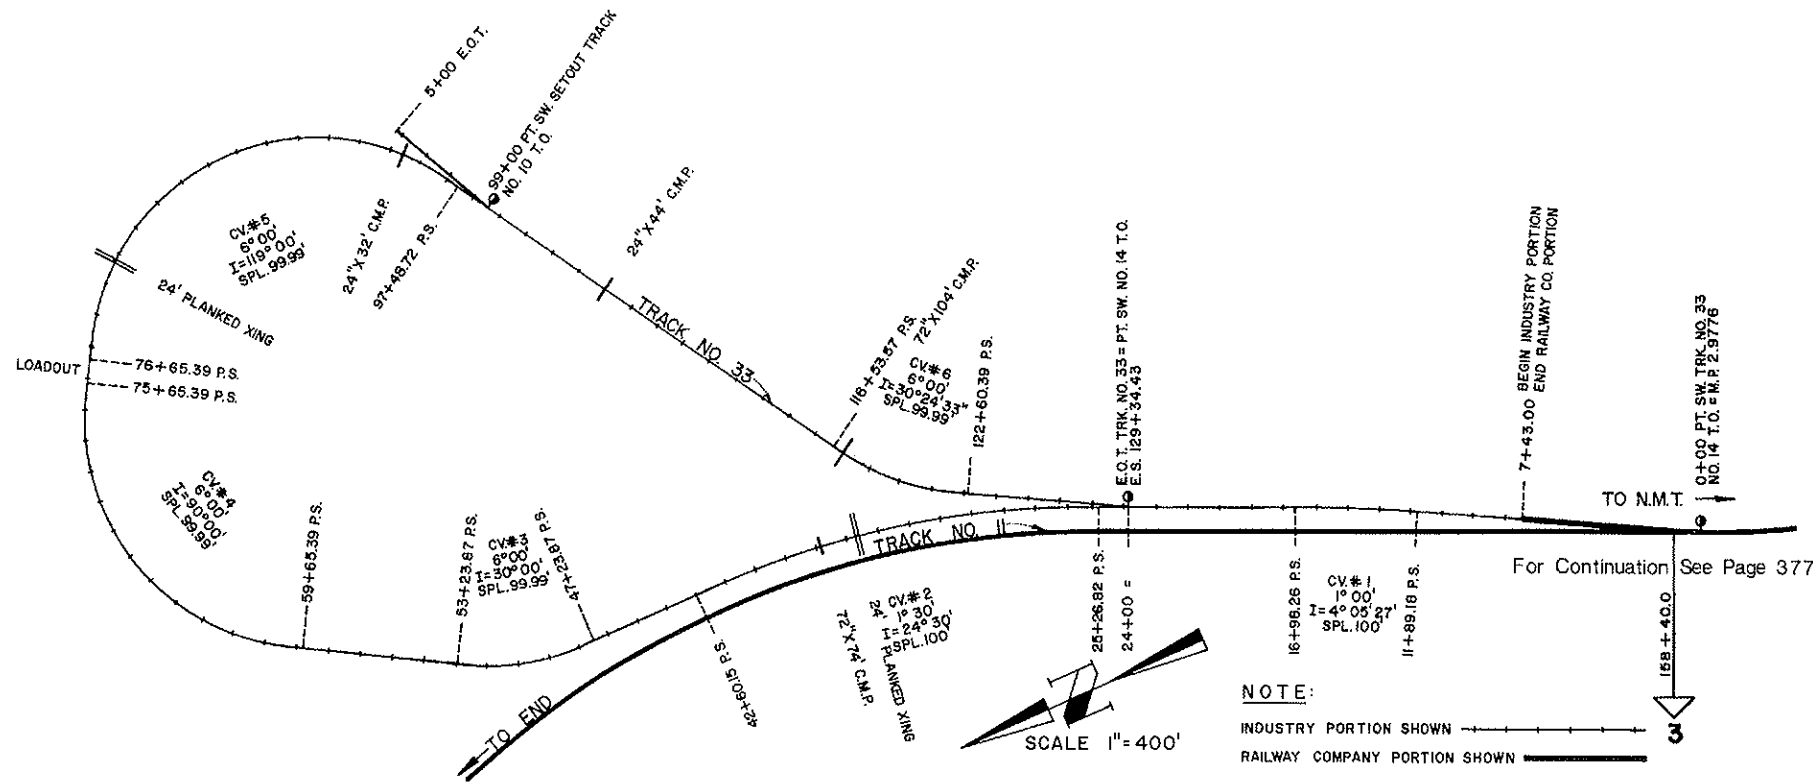 5+00 E.O.T.
99+00 PT. SW. SETOUT TRACK
NO. 10 T.O.
CV.#5
6°00'
I=119°00'
SPL. 99.99'
24"X32' C.M.P.
97+48.72 P.S.
24"X44' C.M.P.
24' PLANKED XING
LOADOUT
76+65.39 P.S.
75+65.39 P.S.
TRACK NO. 33
116+53.57 P.S.
72"X104' C.M.P.
CV.#6
6°00'
I=30°24'33"
SPL. 99.99'
122+60.39 P.S.
E.O.T. TRK. NO. 33 = PT. SW. NO. 14 T.O.
E.S. 129+34.43
7+43.00 BEGIN INDUSTRY PORTION
END RAILWAY CO. PORTION
0+00 PT. SW. TRK. NO. 33
NO. 14 T.O. = M.P. 2.9776
TO N.M.T.
CV.#4
6°00'
I=90°00'
SPL. 99.99'
59+65.39 P.S.
53+23.87 P.S.
CV.#3
6°00'
I=30°00'
SPL. 99.99'
47+23.87 P.S.
TRACK NO. 11
For Continuation See Page 377
42+60.15 P.S.
CV.#2
1°30'
I=24°30'
SPL. 100'
24' PLANKED XING
72"X74' C.M.P.
25+26.82 P.S.
24+00 =
16+98.26 P.S.
CV.#1
1°00'
I=4°05'27"
SPL. 100'
11+89.18 P.S.
158+40.0
3
TO END
N
SCALE 1"=400'
NOTE:
INDUSTRY PORTION SHOWN
RAILWAY COMPANY PORTION SHOWN